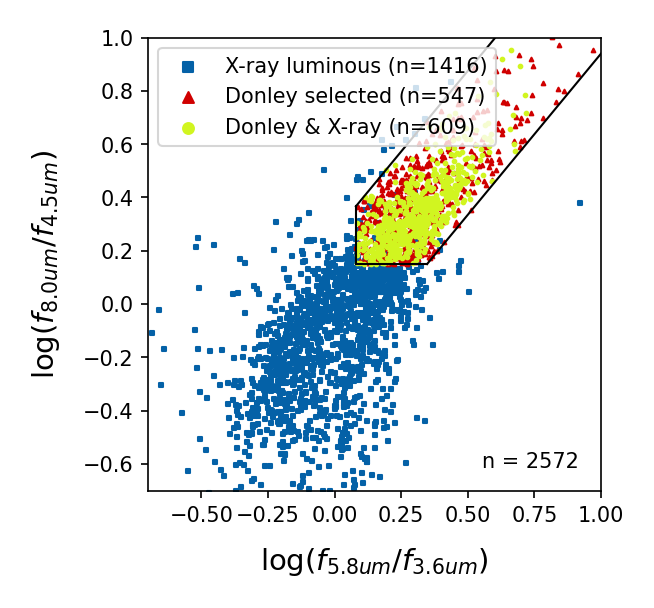 X-ray luminous (n=1416)
Donley selected (n=547)
Donley & X-ray (n=609)
1.0
0.8
0.6
0.4
0.2
0.0
−0.2
−0.4
−0.6
log(f8.0um/f4.5um)
n = 2572
−0.50 −0.25 0.00 0.25 0.50 0.75 1.00
log(f5.8um/f3.6um)